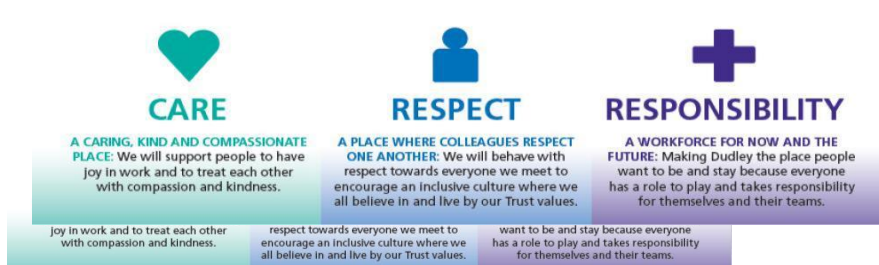 CARE
A CARING, KIND AND COMPASSIONATE
PLACE: We will support people to have
joy in work and to treat each other
with compassion and kindness.
RESPECT
A PLACE WHERE COLLEAGUES RESPECT
ONE ANOTHER: We will behave with
respect towards everyone we meet to
encourage an inclusive culture where we
all believe in and live by our Trust values.
RESPONSIBILITY
A WORKFORCE FOR NOW AND THE
FUTURE: Making Dudley the place people
want to be and stay because everyone
has a role to play and takes responsibility
for themselves and their teams.
joy in work and to treat each other
with compassion and kindness.
respect towards everyone we meet to
encourage an inclusive culture where we
all believe in and live by our Trust values.
want to be and stay because everyone
has a role to play and takes responsibility
for themselves and their teams.